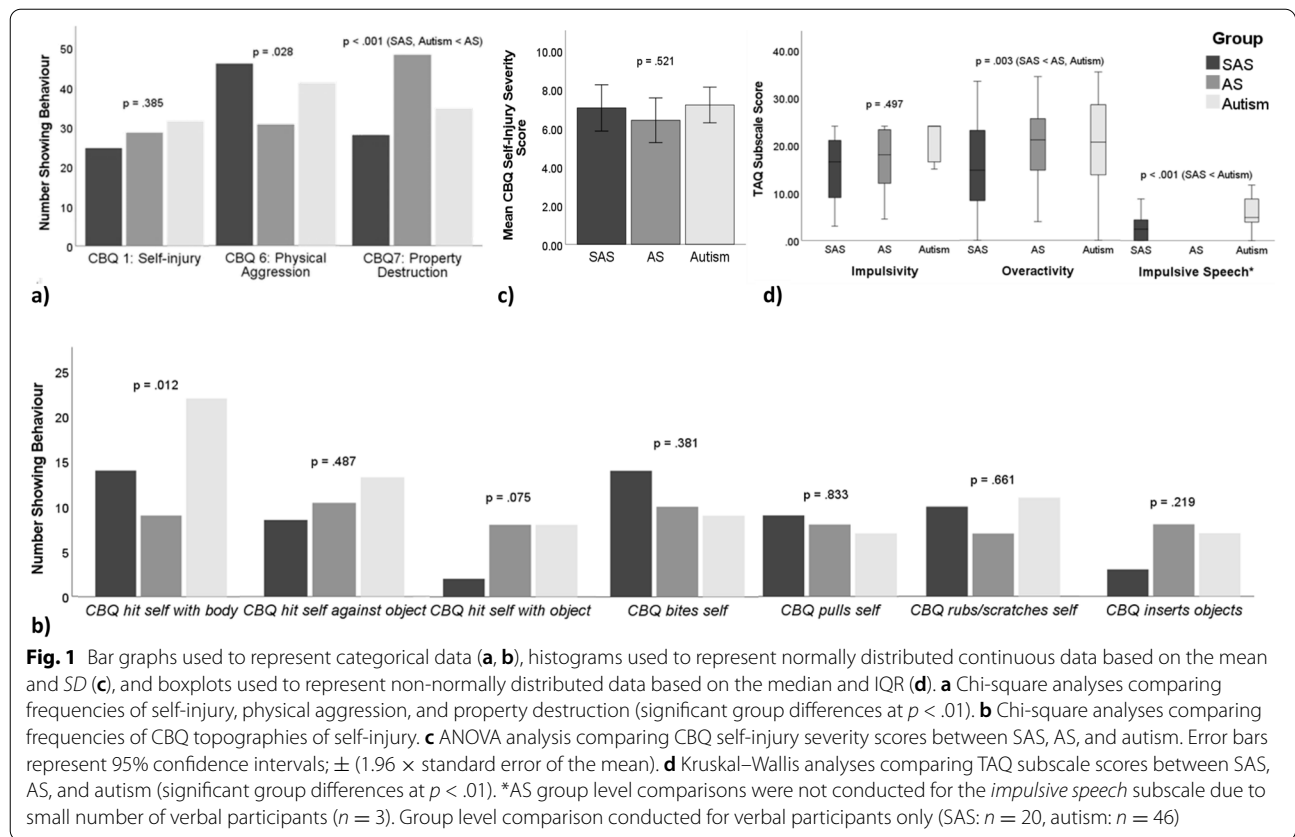 Number Showing Behaviour
50
40
30
20
10
0
p = .385
p = .028
p < .001 (SAS, Autism < AS)
CBQ 1: Self-injury
CBQ 6: Physical
Aggression
CBQ7: Property
Destruction
a)
Mean CBQ Self-Injury Severity
Score
10.00
8.00
6.00
4.00
2.00
0.00
p = .521
SAS
AS
Autism
c)
TAQ Subscale Score
40.00
30.00
20.00
10.00
.00
p = .497
p = .003 (SAS < AS, Autism)
p < .001 (SAS < Autism)
SAS
AS
Autism
SAS
AS
Autism
SAS
AS
Autism
Impulsivity
Overactivity
Impulsive Speech*
d)
Group
SAS
AS
Autism
Number Showing Behaviour
25
20
15
10
5
0
p = .012
p = .487
p = .075
p = .381
p = .833
p = .661
p = .219
CBQ hit self with body
CBQ hit self against object
CBQ hit self with object
CBQ bites self
CBQ pulls self
CBQ rubs/scratches self
CBQ inserts objects
b)
Fig. 1 Bar graphs used to represent categorical data (a, b), histograms used to represent normally distributed continuous data based on the mean
and SD (c), and boxplots used to represent non-normally distributed data based on the median and IQR (d). a Chi-square analyses comparing
frequencies of self-injury, physical aggression, and property destruction (significant group differences at p < .01). b Chi-square analyses comparing
frequencies of CBQ topographies of self-injury. c ANOVA analysis comparing CBQ self-injury severity scores between SAS, AS, and autism. Error bars
represent 95% confidence intervals; ± (1.96 × standard error of the mean). d Kruskal–Wallis analyses comparing TAQ subscale scores between SAS,
AS, and autism (significant group differences at p < .01). *AS group level comparisons were not conducted for the impulsive speech subscale due to
small number of verbal participants (n = 3). Group level comparison conducted for verbal participants only (SAS: n = 20, autism: n = 46)